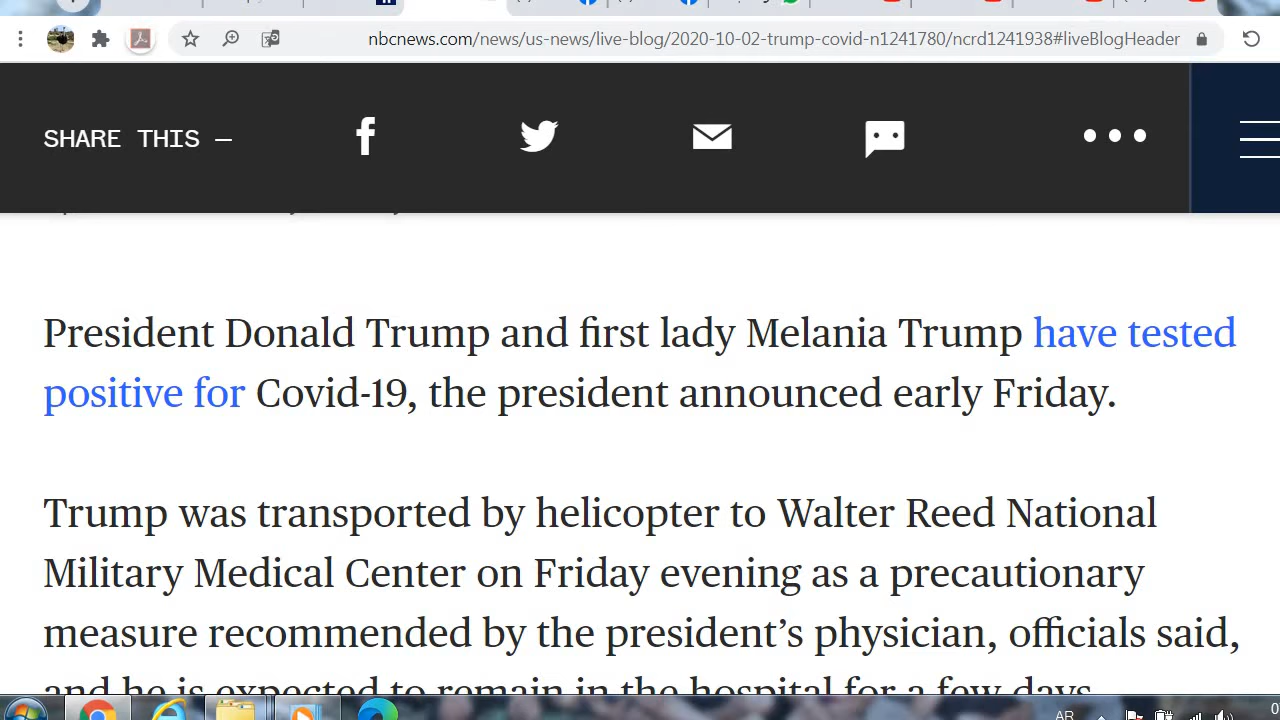 nbcnews.com/news/us-news/live-blog/2020-10-02-trump-covid-n1241780/ncrd1241938#liveBlogHeader
SHARE THIS —
President Donald Trump and first lady Melania Trump have tested
positive for Covid-19, the president announced early Friday.
Trump was transported by helicopter to Walter Reed National
Military Medical Center on Friday evening as a precautionary
measure recommended by the president’s physician, officials said,
and he is expected to remain in the hospital for a few days
AR